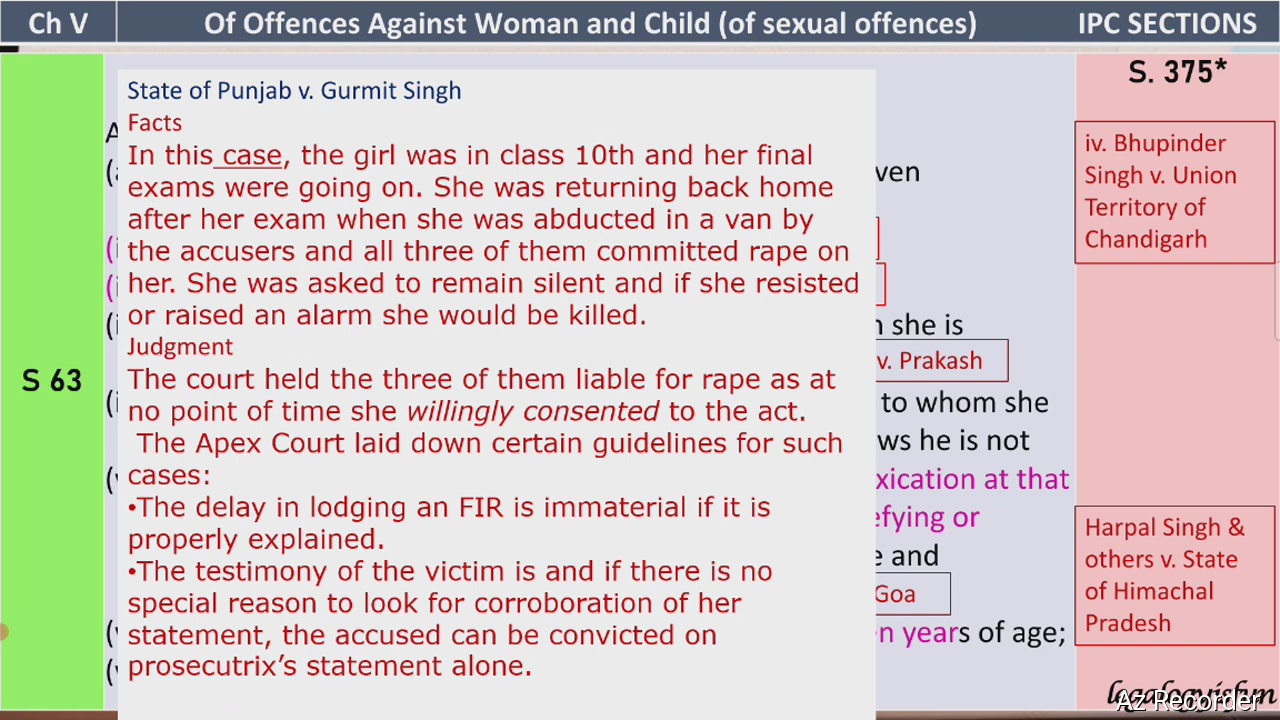 Ch V
Of Offences Against Woman and Child (of sexual offences)
IPC SECTIONS
S 63
State of Punjab v. Gurmit Singh
Facts
In this case, the girl was in class 10th and her final
exams were going on. She was returning back home
after her exam when she was abducted in a van by
the accusers and all three of them committed rape on
her. She was asked to remain silent and if she resisted
or raised an alarm she would be killed.
Judgment
The court held the three of them liable for rape as at
no point of time she willingly consented to the act.
The Apex Court laid down certain guidelines for such
cases:
•The delay in lodging an FIR is immaterial if it is
properly explained.
•The testimony of the victim is and if there is no
special reason to look for corroboration of her
statement, the accused can be convicted on
prosecutrix’s statement alone.
she is
v. Prakash
to whom she
he is not
at that
or
and
Goa
years of age;
S. 375*
iv. Bhupinder
Singh v. Union
Territory of
Chandigarh
Harpal Singh &
others v. State
of Himachal
Pradesh
Az Recorder